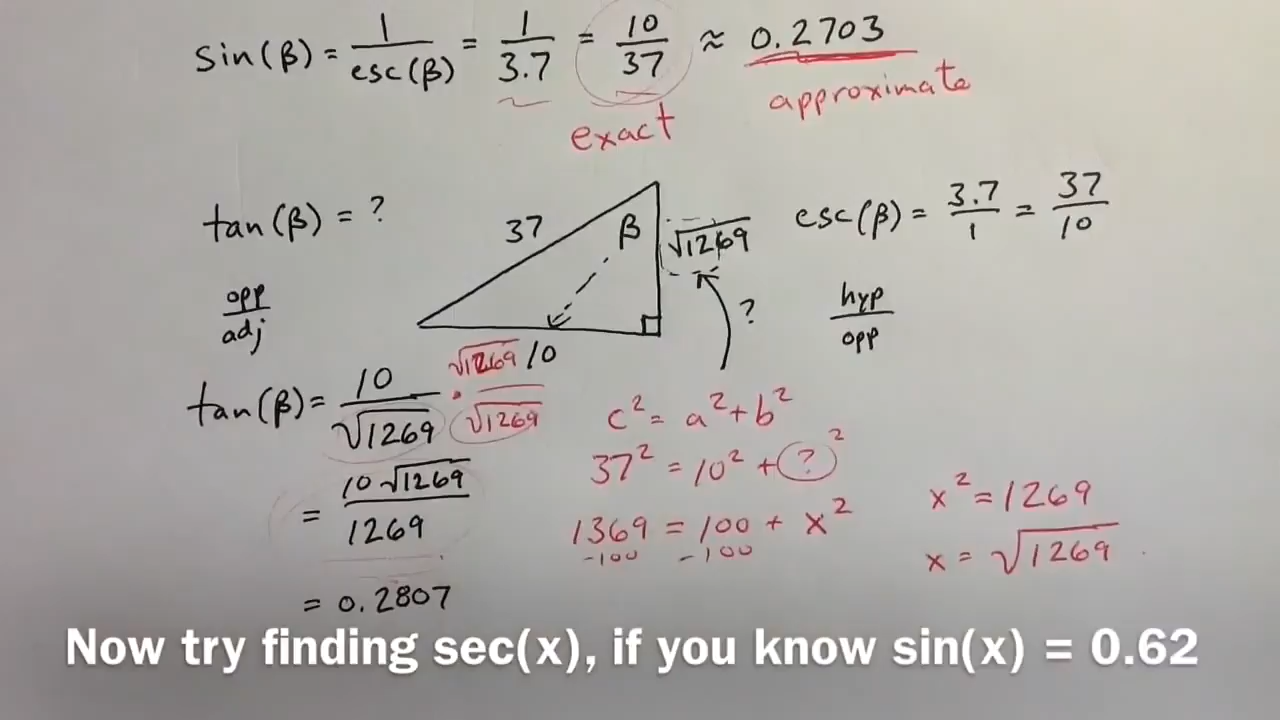 sin(β) = 1/esc(β) = 1/3.7 = 10/37 ≈ 0.2703
exact
approximate
tan(β) = ?
opp/adj
37
β
√1269
10
?
esc(β) = 3.7/1 = 37/10
hyp/opp
tan(β) = 10/√1269 · √1269/√1269
= 10√1269/1269
= 0.2807
c² = a² + b²
37² = 10² + ?²
1369 = 100 + x²
-100 -100
x² = 1269
x = √1269
Now try finding sec(x), if you know sin(x) = 0.62